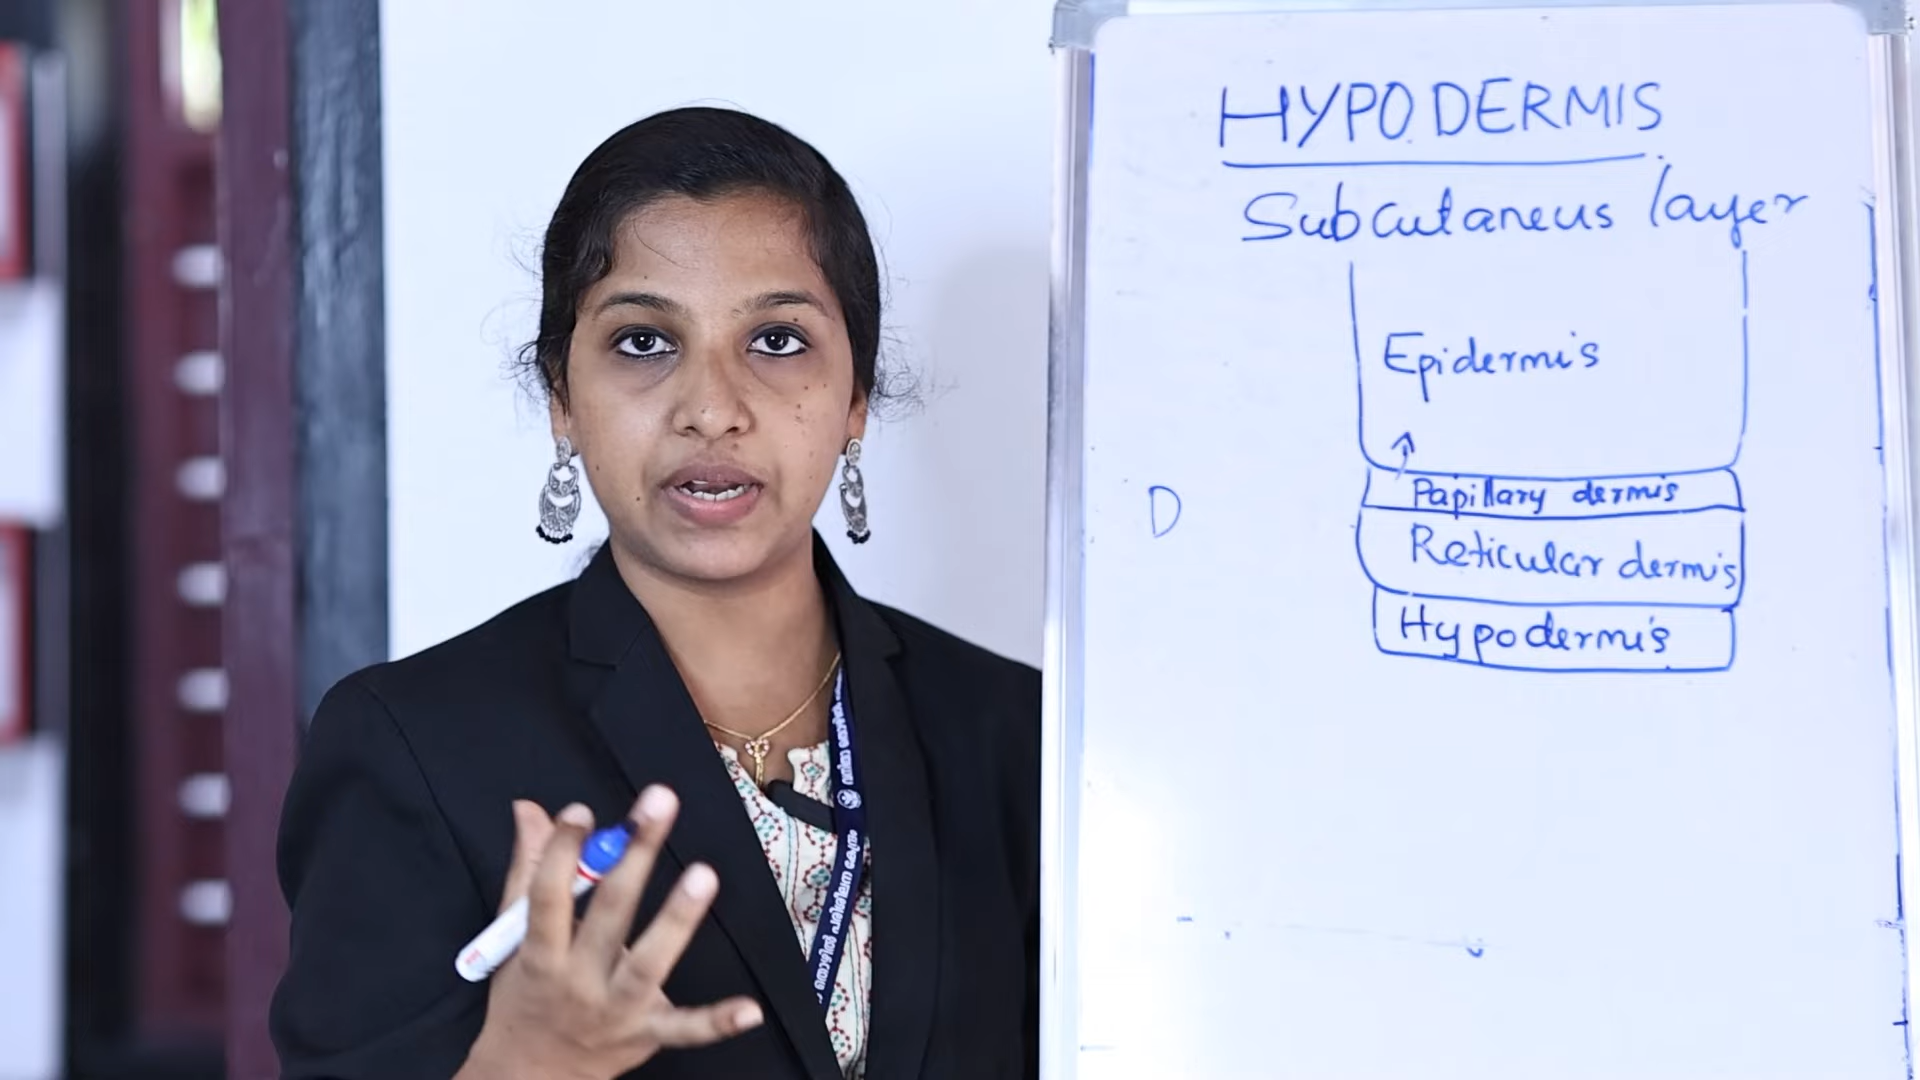 HYPODERMIS
Subcutaneus layer
Epidermis
Papillary dermis
D
Reticular dermis
Hypodermis